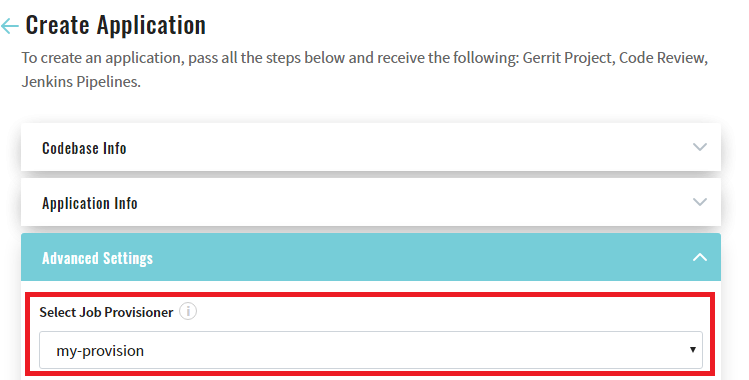 Create Application
To create an application, pass all the steps below and receive the following: Gerrit Project, Code Review,
Jenkins Pipelines.
Codebase Info
Application Info
Advanced Settings
Select Job Provisioner
my-provision